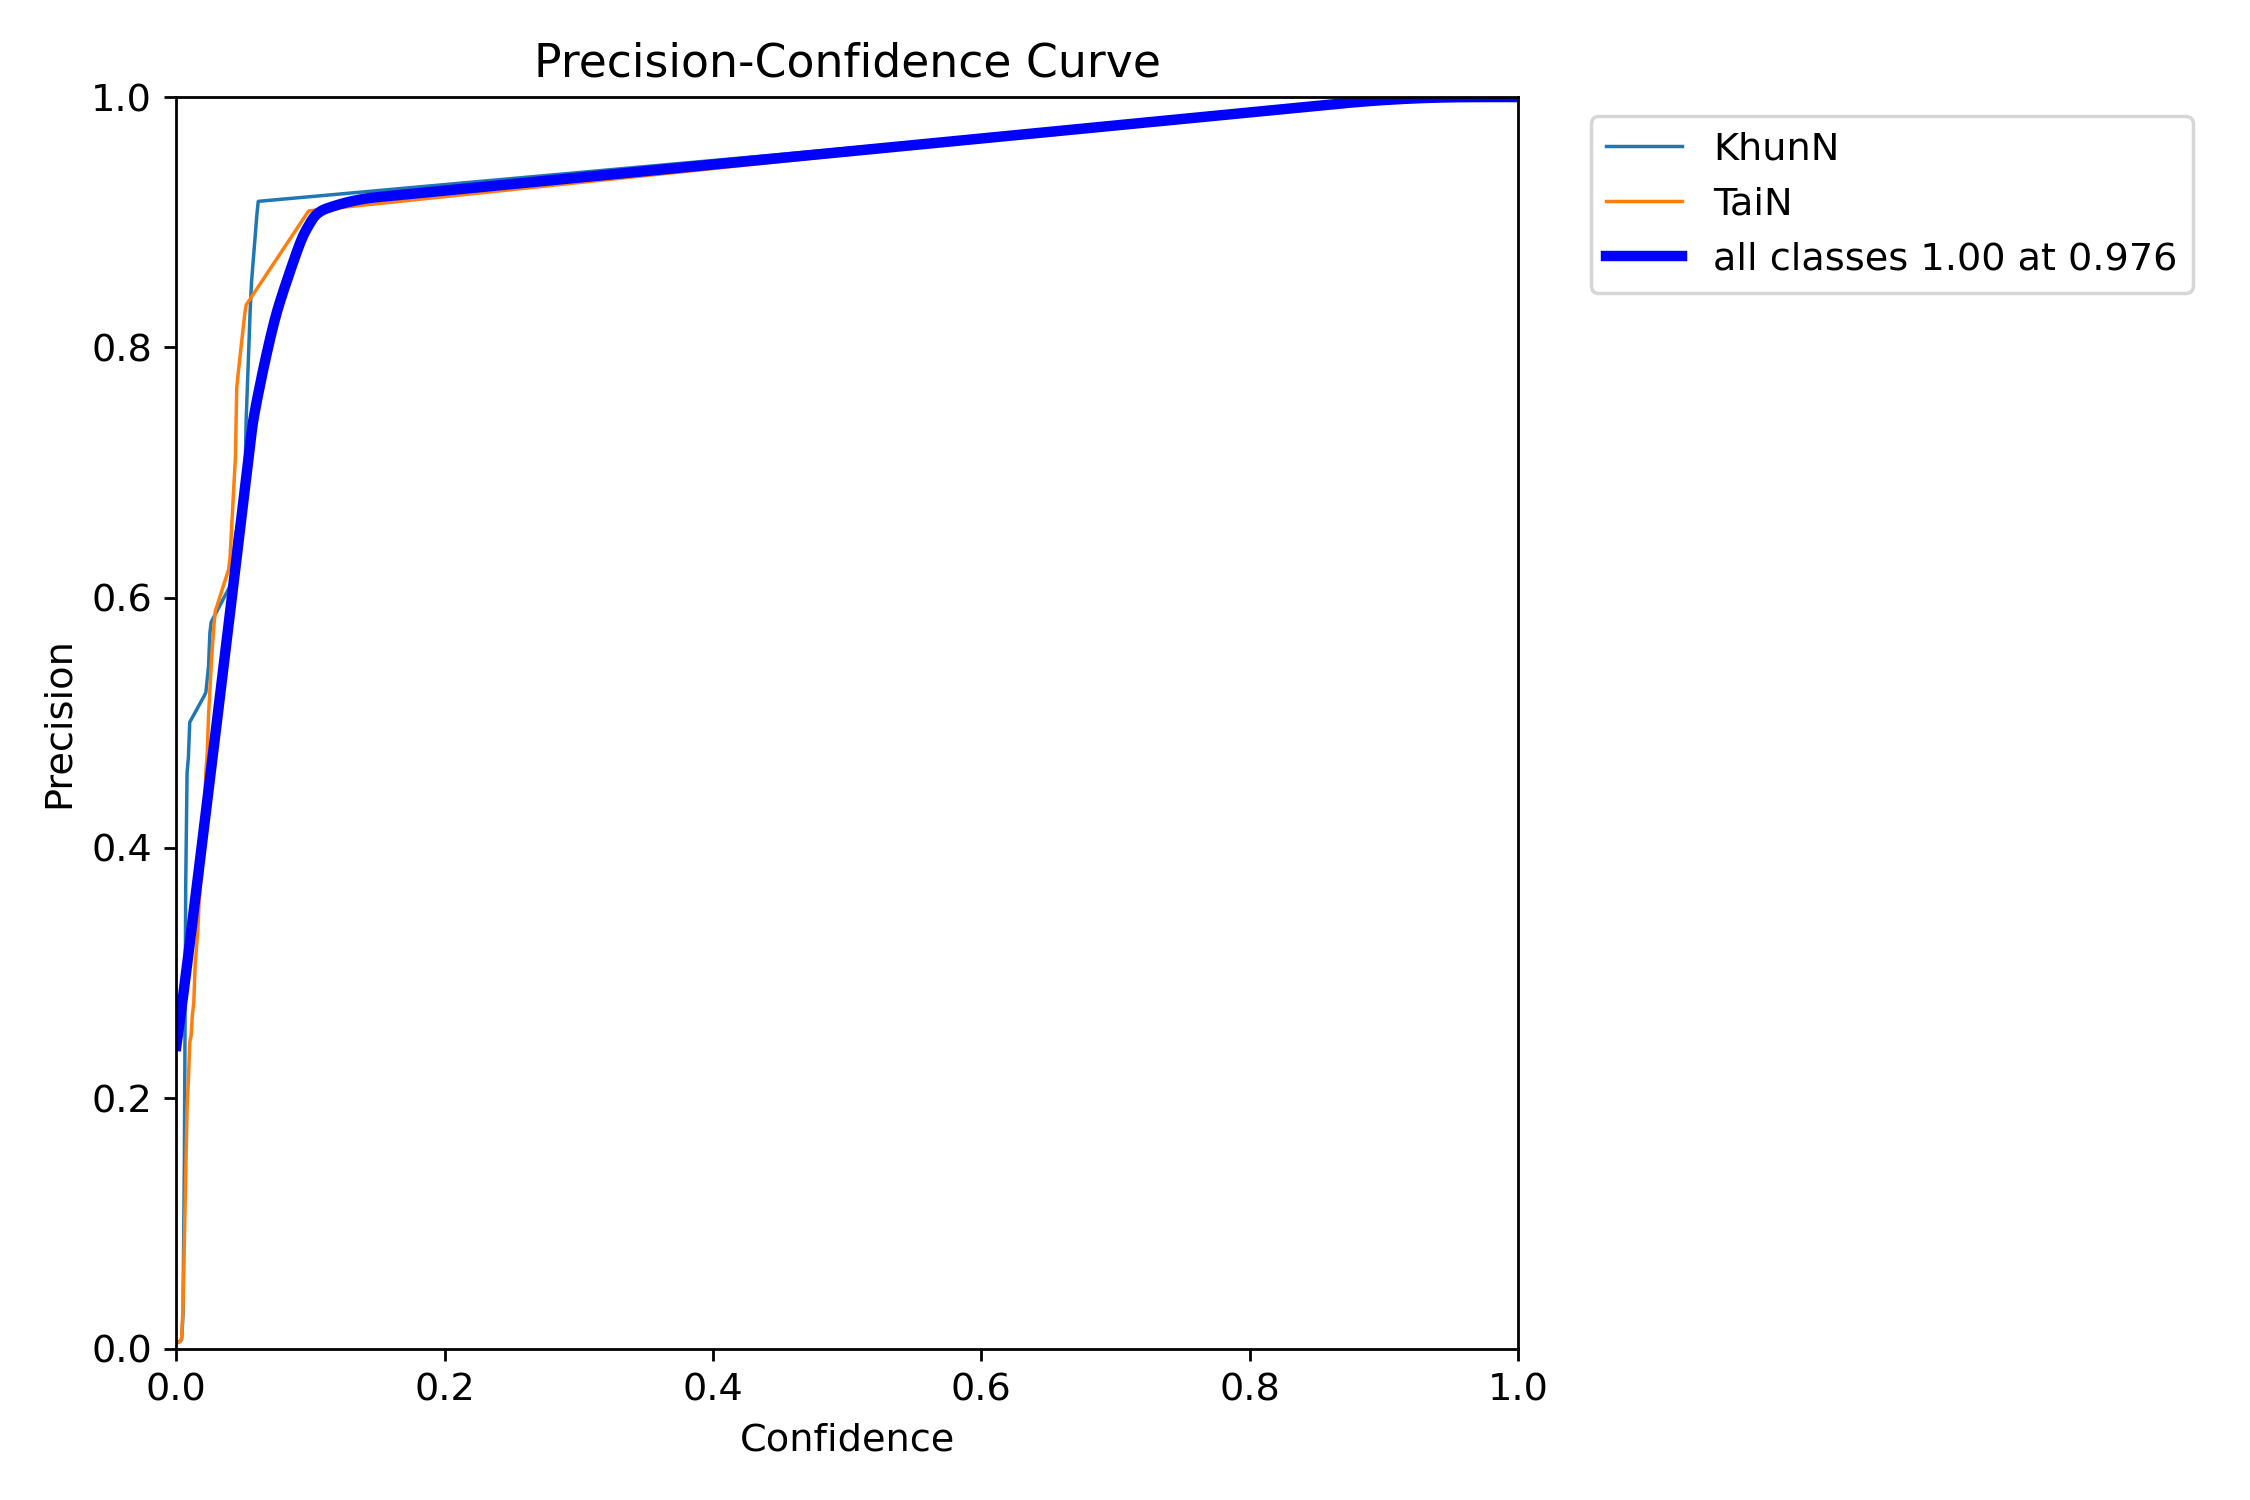 Precision-Confidence Curve
1.0
0.8
0.6
0.4
0.2
0.0
Precision
0.0 0.2 0.4 0.6 0.8 1.0
Confidence
KhunN
TaiN
all classes 1.00 at 0.976